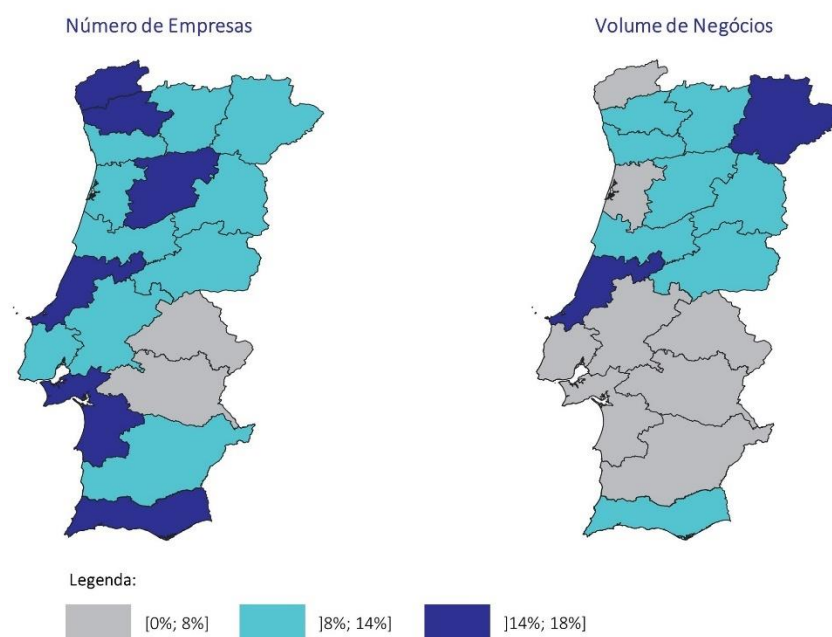 Número de Empresas
Volume de Negócios
Legenda:
[0%; 8%]
]8%; 14%]
]14%; 18%]